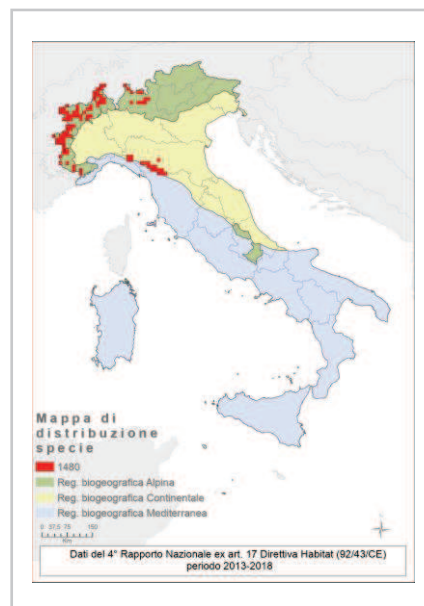 Mappa di
distribuzione
specie
1480
Reg. biogeografica Alpina
Reg. biogeografica Continentale
Reg. biogeografica Mediterranea
0 37,5 75 150
Km
Dati del 4° Rapporto Nazionale ex art. 17 Direttiva Habitat (92/43/CE)
periodo 2013-2018